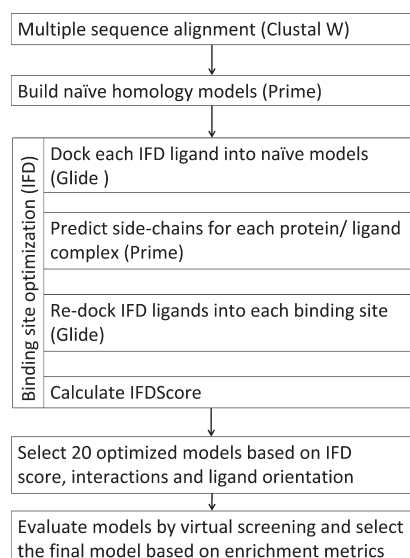 Multiple sequence alignment (Clustal W)
Build naïve homology models (Prime)
Binding site optimization (IFD)
Dock each IFD ligand into naïve models
(Glide )
Predict side-chains for each protein/ ligand
complex (Prime)
Re-dock IFD ligands into each binding site
(Glide)
Calculate IFDScore
Select 20 optimized models based on IFD
score, interactions and ligand orientation
Evaluate models by virtual screening and select
the final model based on enrichment metrics